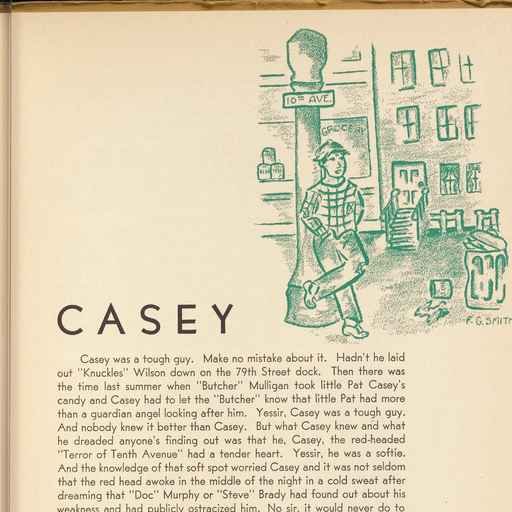 10TH AVE.
GROCERY
F. G. SMITH
CASEY
Casey was a tough guy. Make no mistake about it. Hadn't he laid
out "Knuckles" Wilson down on the 79th Street dock. Then there was
the time last summer when "Butcher" Mulligan took little Pat Casey's
candy and Casey had to let the "Butcher" know that little Pat had more
than a guardian angel looking after him. Yessir, Casey was a tough guy.
And nobody knew it better than Casey. But what Casey knew and what
he dreaded anyone's finding out was that he, Casey, the red-headed
"Terror of Tenth Avenue" had a tender heart. Yessir, he was a softie.
And the knowledge of that soft spot worried Casey and it was not seldom
that the red head awoke in the middle of the night in a cold sweat after
dreaming that "Doc" Murphy or "Steve" Brady had found out about his
weakness and had publicly ostracized him. No sir, it would never do to